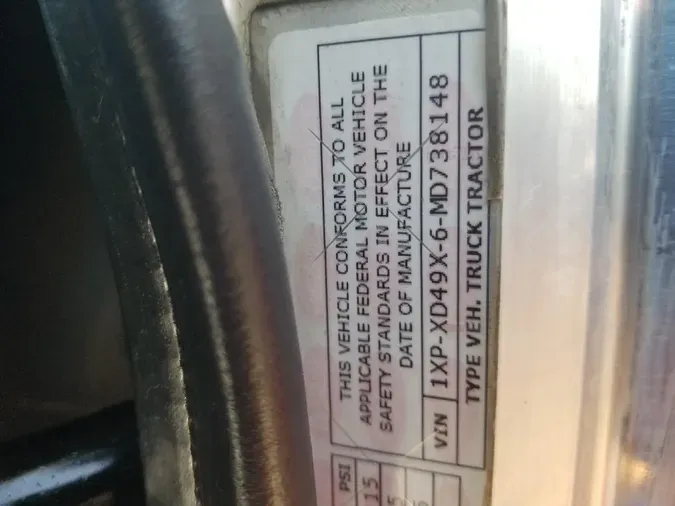 THIS VEHICLE CONFORMS TO ALL
APPLICABLE FEDERAL MOTOR VEHICLE
SAFETY STANDARDS IN EFFECT ON THE
DATE OF MANUFACTURE
VIN 1XP-XD49X-6-MD738148
TYPE VEH. TRUCK TRACTOR
PSI
15
5